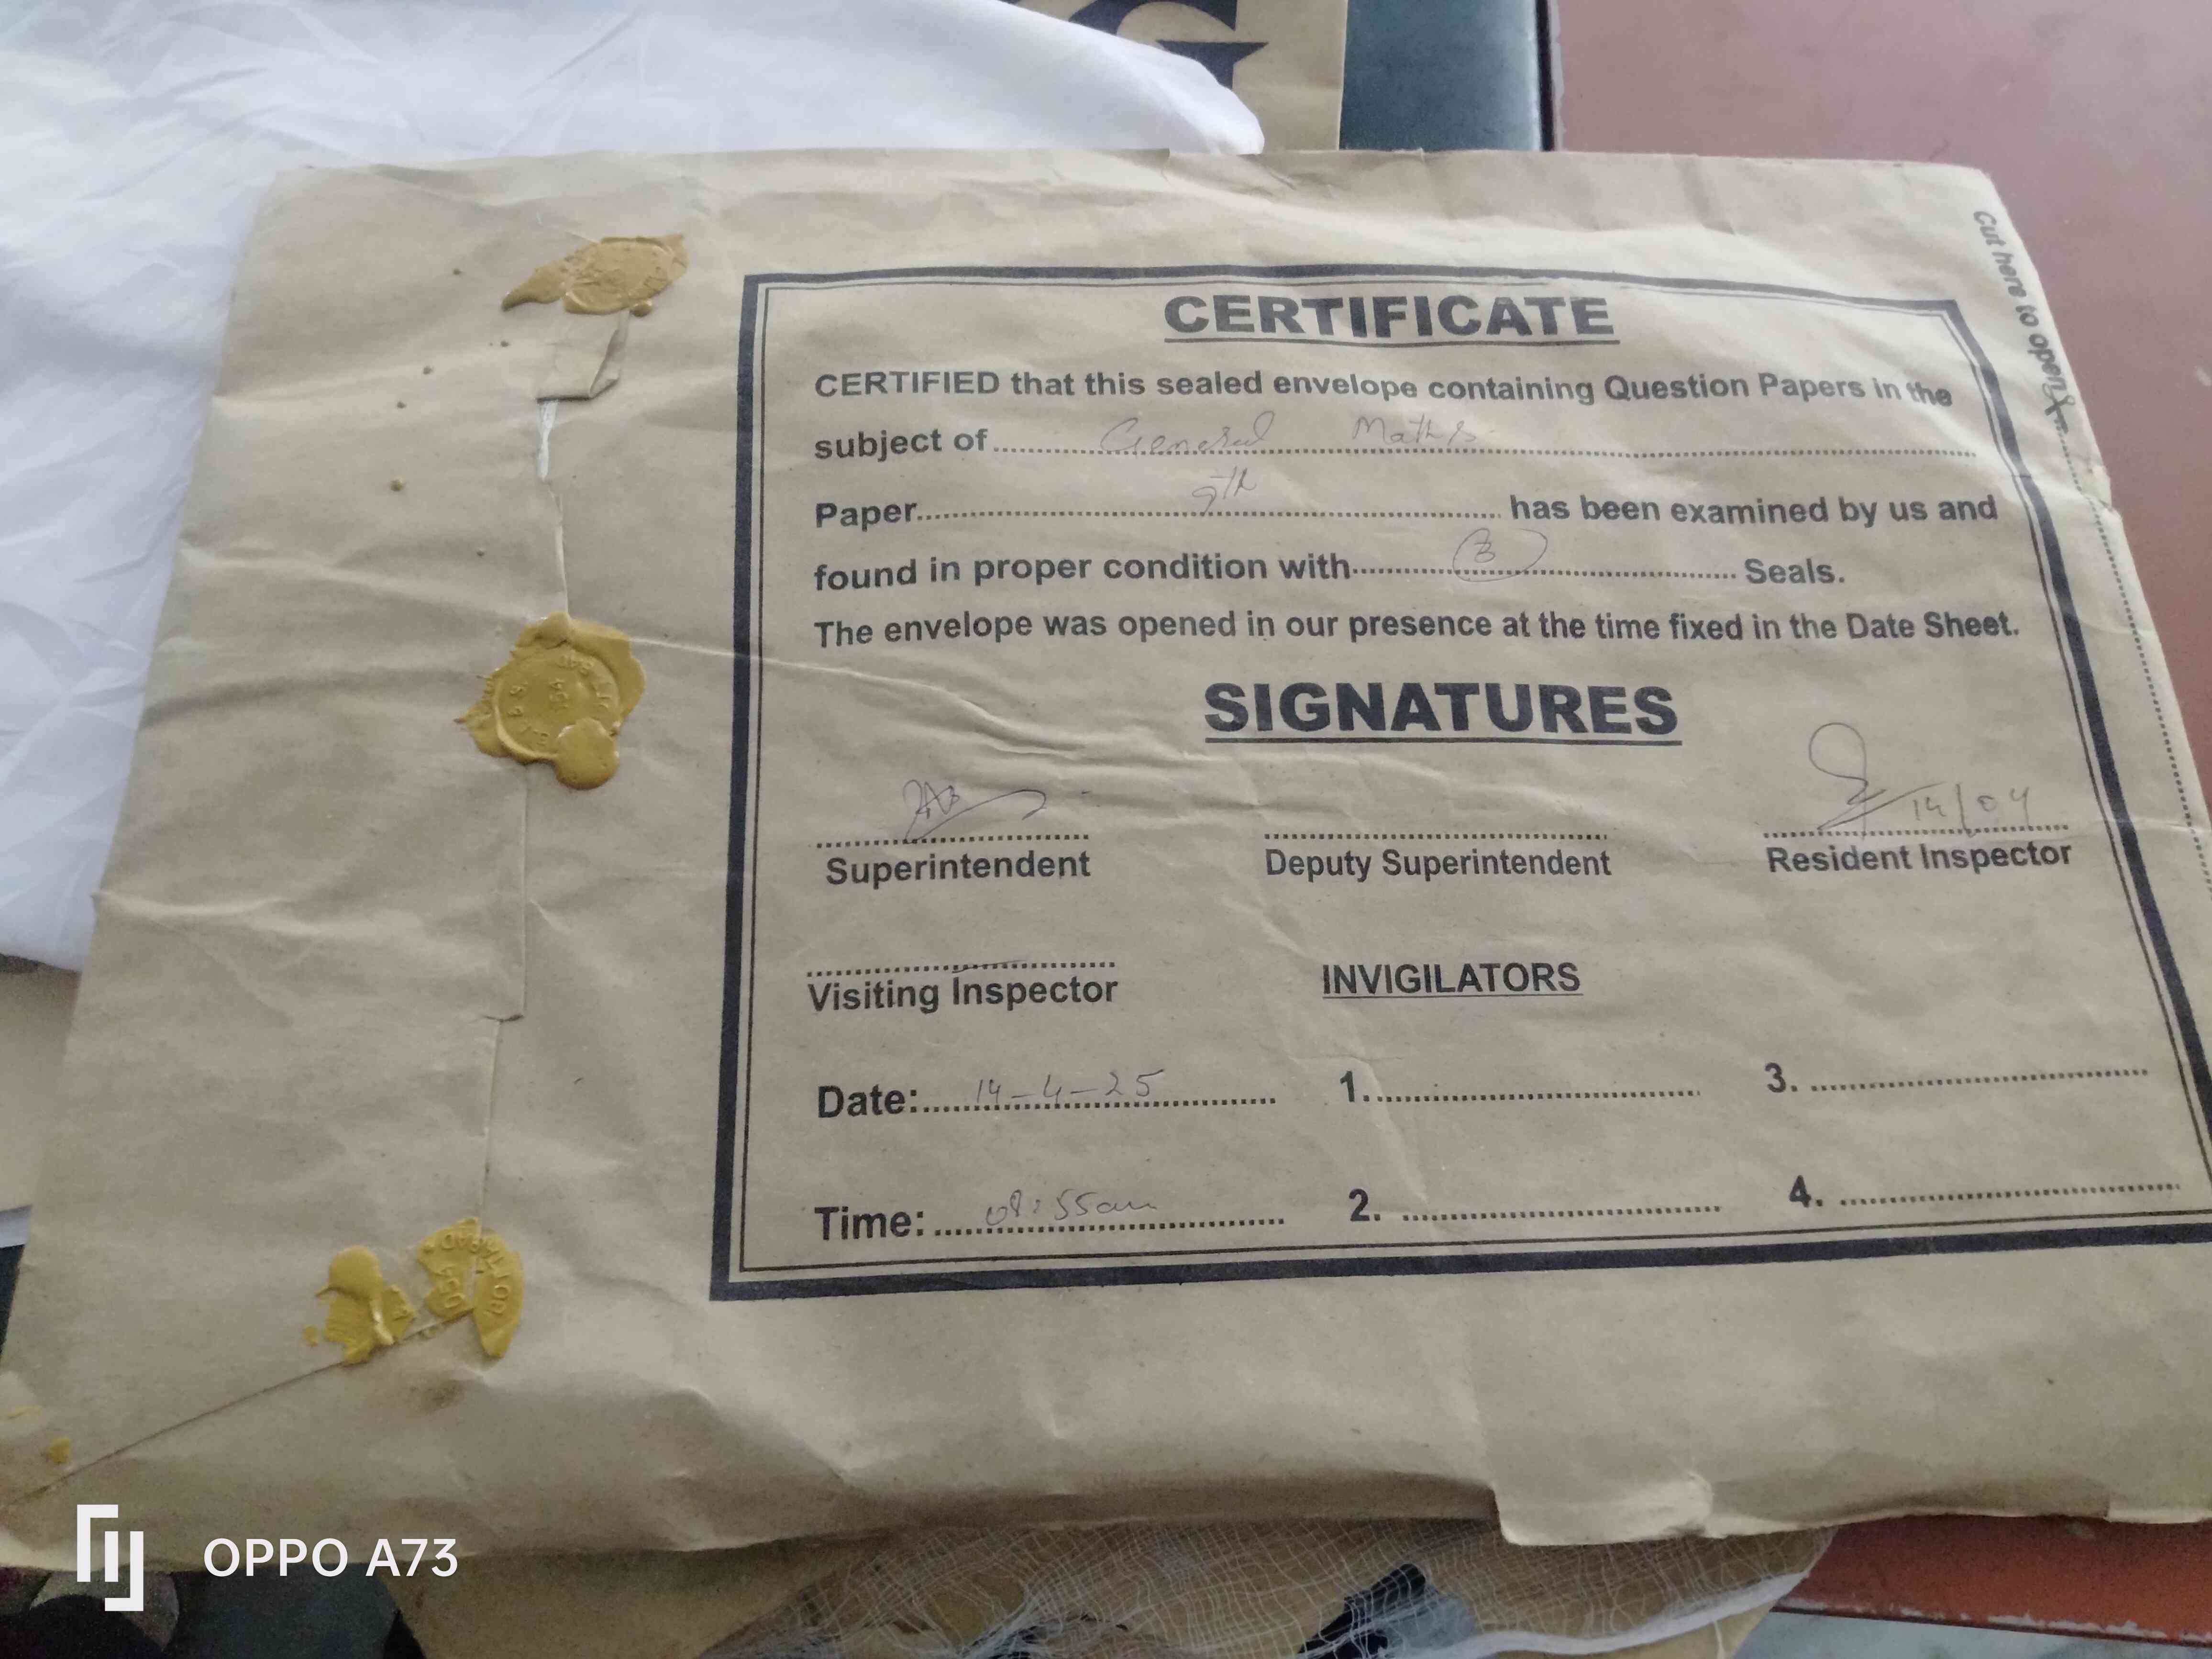 G
Cut here to open
CERTIFICATE
CERTIFIED that this sealed envelope containing Question Papers in the
subject of General Maths
Paper 9th has been examined by us and
found in proper condition with 3 Seals.
The envelope was opened in our presence at the time fixed in the Date Sheet.
SIGNATURES
14/04
Superintendent Deputy Superintendent Resident Inspector
Visiting Inspector INVIGILATORS
Date: 14-4-25 1. 3.
Time: 08:55am 2. 4.
OPPO A73